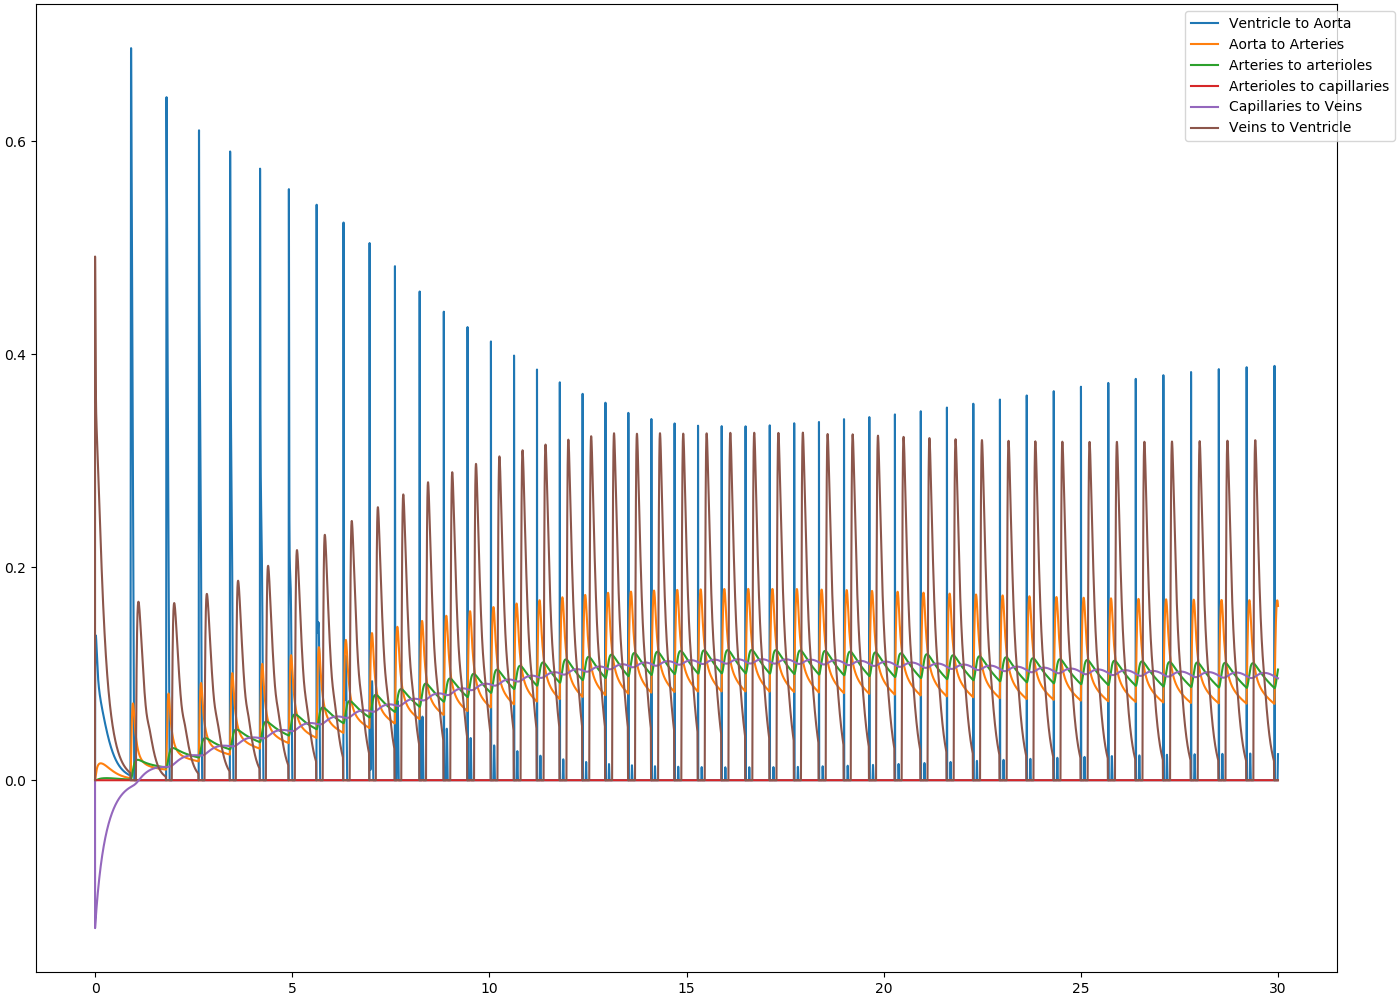 Ventricle to Aorta
Aorta to Arteries
Arteries to arterioles
Arterioles to capillaries
Capillaries to Veins
Veins to Ventricle
0.6
0.4
0.2
0.0
0 5 10 15 20 25 30